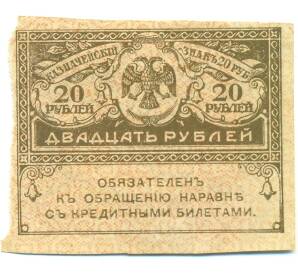 КАЗНАЧЕЙСКІЙ ЗНАКЪ 20 РУБ.
20 РУБЛЕЙ 20 РУБЛЕЙ
ДВАДЦАТЬ РУБЛЕЙ
ОБЯЗАТЕЛЕНЪ
КЪ ОБРАЩЕНІЮ НАРАВНѢ
СЪ КРЕДИТНЫМИ БИЛЕТАМИ.